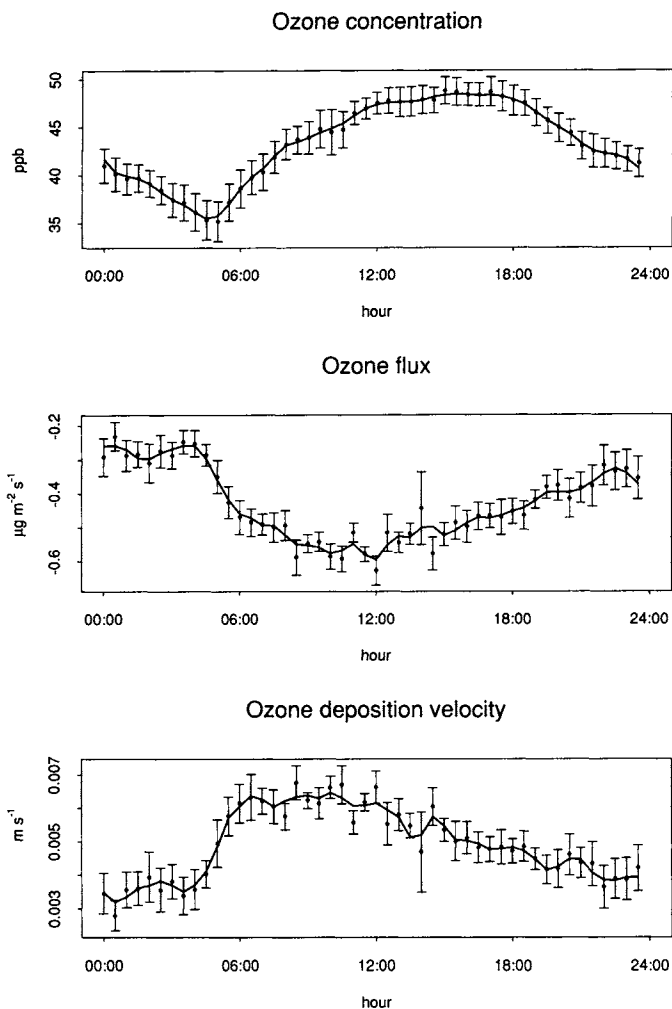 Ozone concentration
50
45
40
35
ppb
00:00 06:00 12:00 18:00 24:00
hour
Ozone flux
-0.2
-0.4
-0.6
μg m⁻² s⁻¹
00:00 06:00 12:00 18:00 24:00
hour
Ozone deposition velocity
0.007
0.005
0.003
m s⁻¹
00:00 06:00 12:00 18:00 24:00
hour